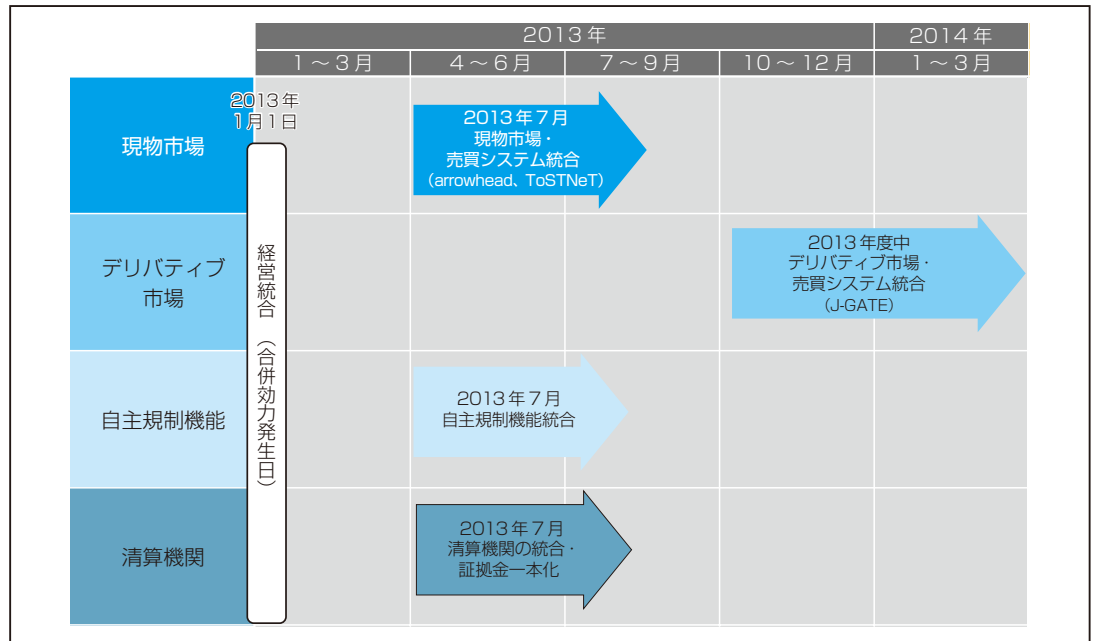 2013年
2014年
1～3月
4～6月
7～9月
10～12月
1～3月
2013年
1月1日
経営統合（合併効力発生日）
現物市場
2013年7月
現物市場・
売買システム統合
（arrowhead、ToSTNeT）
デリバティブ
市場
2013年度中
デリバティブ市場・
売買システム統合
（J-GATE）
自主規制機能
2013年7月
自主規制機能統合
清算機関
2013年7月
清算機関の統合・
証拠金一本化